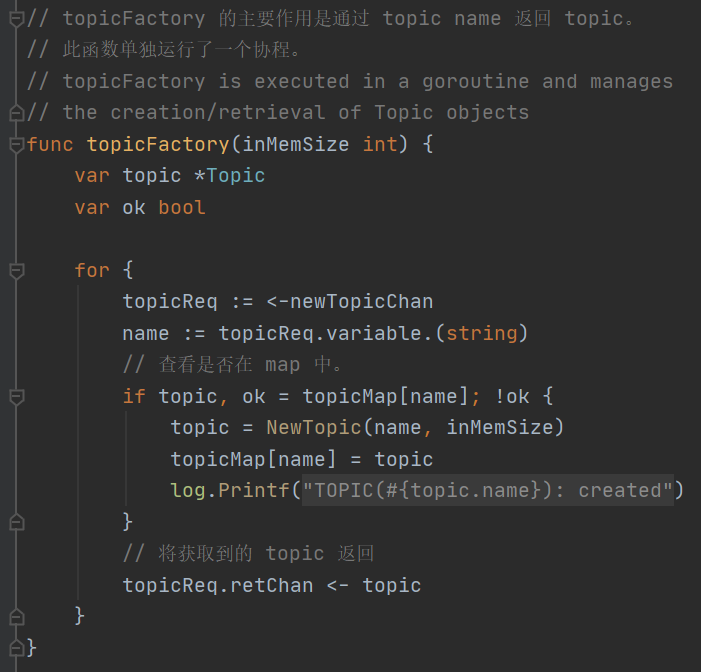 // topicFactory 的主要作用是通过 topic name 返回 topic。
// 此函数单独运行了一个协程。
// topicFactory is executed in a goroutine and manages
// the creation/retrieval of Topic objects
func topicFactory(inMemSize int) {
    var topic *Topic
    var ok bool

    for {
        topicReq := <-newTopicChan
        name := topicReq.variable.(string)
        // 查看是否在 map 中。
        if topic, ok = topicMap[name]; !ok {
            topic = NewTopic(name, inMemSize)
            topicMap[name] = topic
            log.Printf("TOPIC(#{topic.name}): created")
        }
        // 将获取到的 topic 返回
        topicReq.retChan <- topic
    }
}